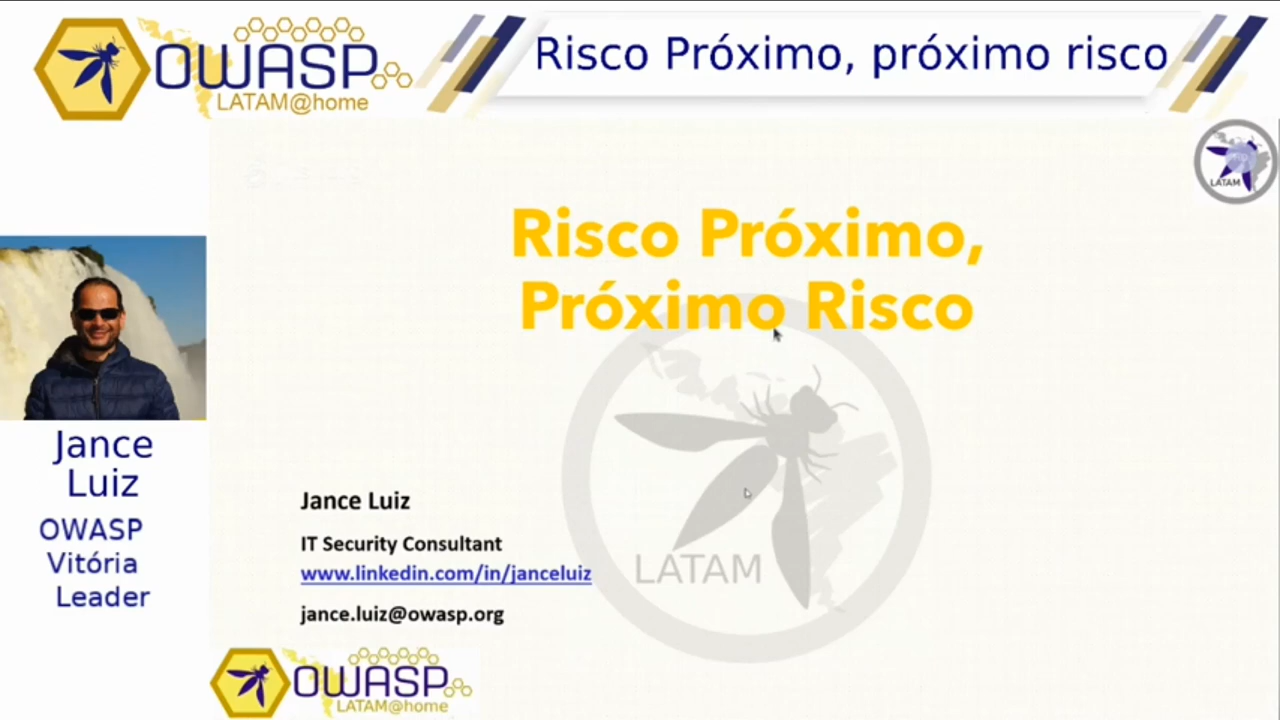 OWASP
LATAM@home
Risco Próximo, próximo risco
LATAM
Risco Próximo,
Próximo Risco
Jance
Luiz
OWASP
Vitória
Leader
Jance Luiz
IT Security Consultant
www.linkedin.com/in/janceluiz
jance.luiz@owasp.org
LATAM
OWASP
LATAM@home